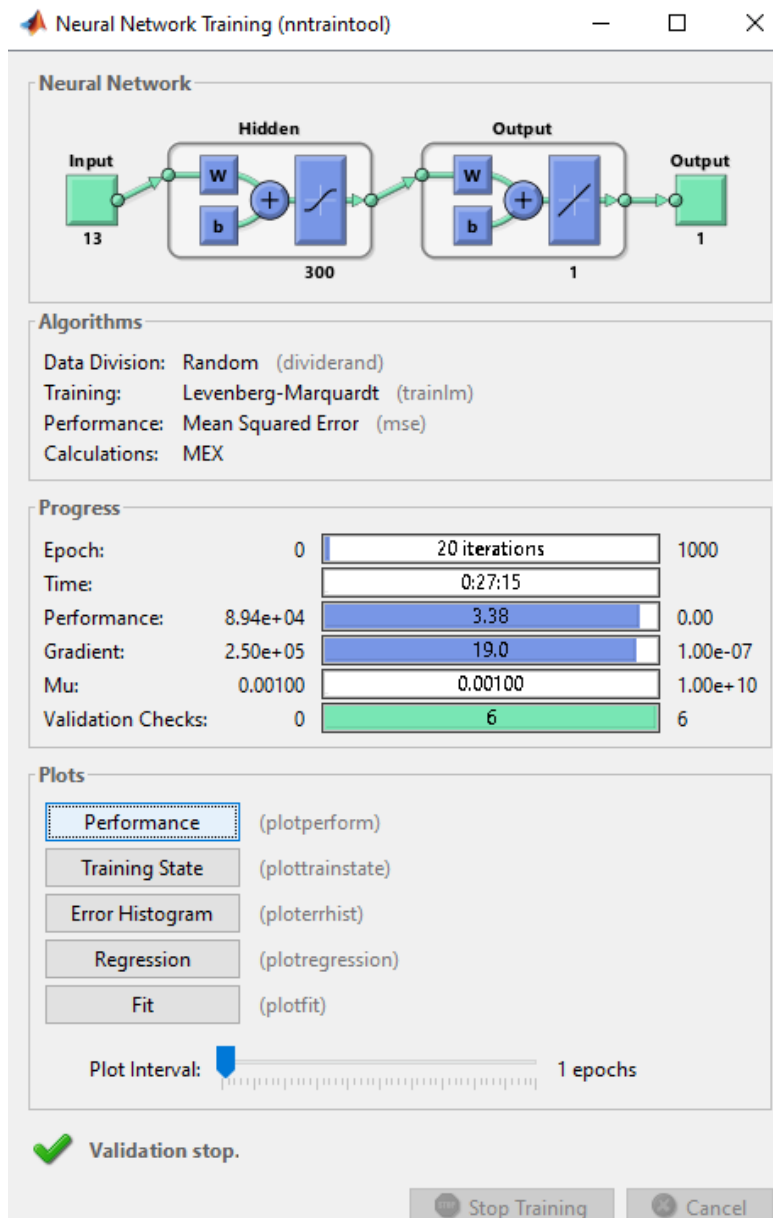 Neural Network Training (nntraintool)
Neural Network
Hidden
Output
Input
W
b
+
W
b
+
Output
13
300
1
1
Algorithms
Data Division: Random (dividerand)
Training: Levenberg-Marquardt (trainlm)
Performance: Mean Squared Error (mse)
Calculations: MEX
Progress
Epoch: 0 20 iterations 1000
Time: 0:27:15
Performance: 8.94e+04 3.38 0.00
Gradient: 2.50e+05 19.0 1.00e-07
Mu: 0.00100 0.00100 1.00e+10
Validation Checks: 0 6 6
Plots
Performance (plotperform)
Training State (plottrainstate)
Error Histogram (ploterrhist)
Regression (plotregression)
Fit (plotfit)
Plot Interval: 1 epochs
Validation stop.
STOP Stop Training Cancel